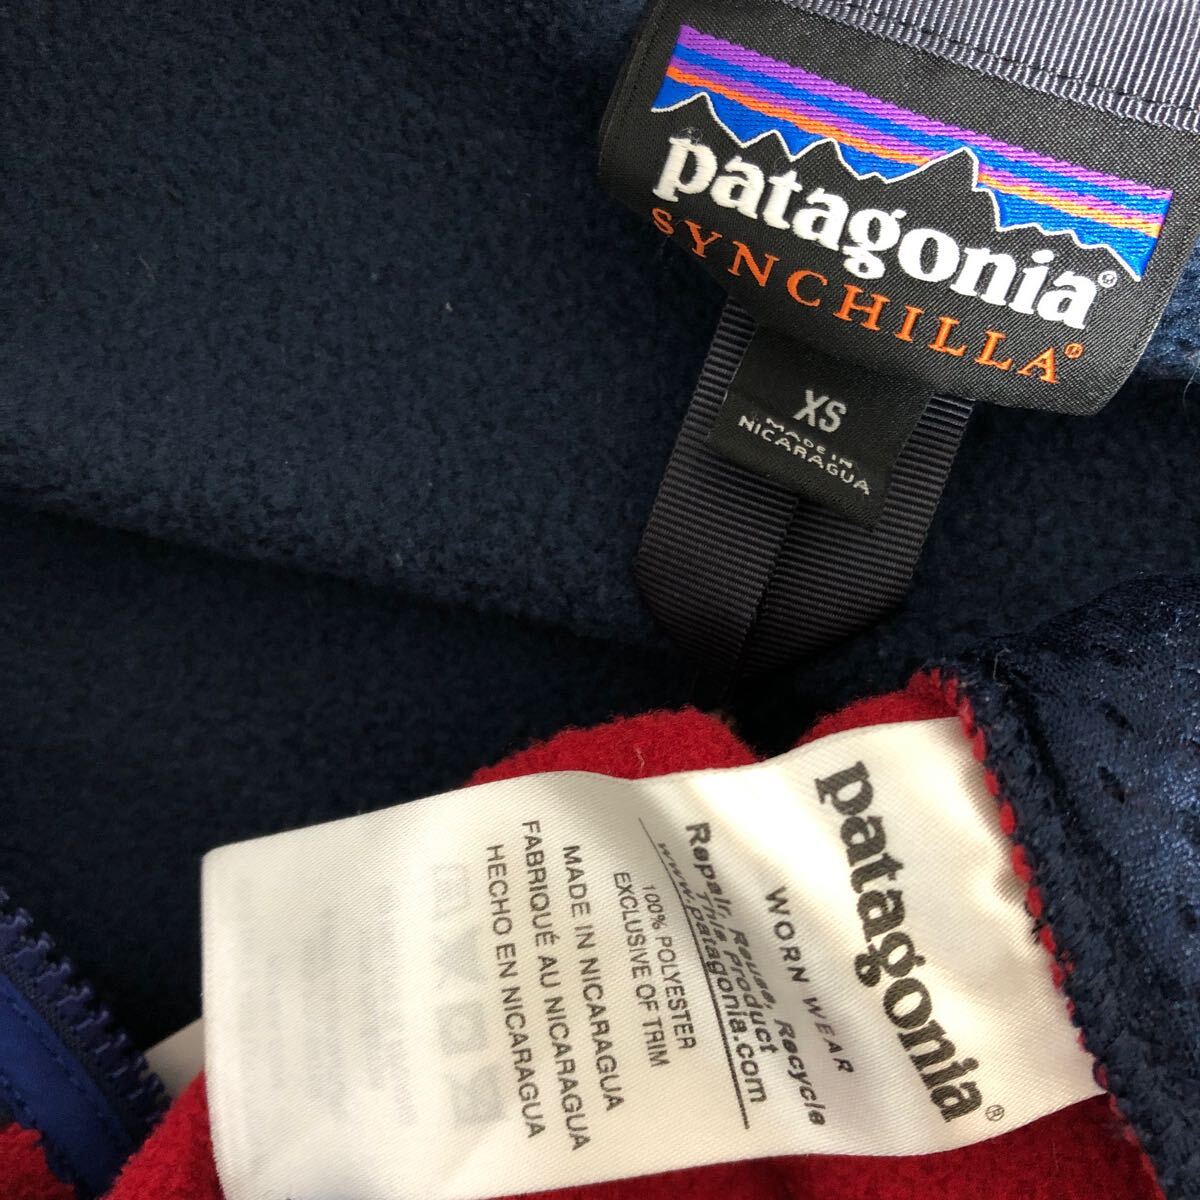 patagonia®
SYNCHILLA®
XS
MADE IN
NICARAGUA
patagonia®
WORN WEAR
Repair, Reuse, Recycle
This Product
www.patagonia.com
100% POLYESTER
EXCLUSIVE OF TRIM
MADE IN NICARAGUA
FABRIQUÉ AU NICARAGUA
HECHO EN NICARAGUA